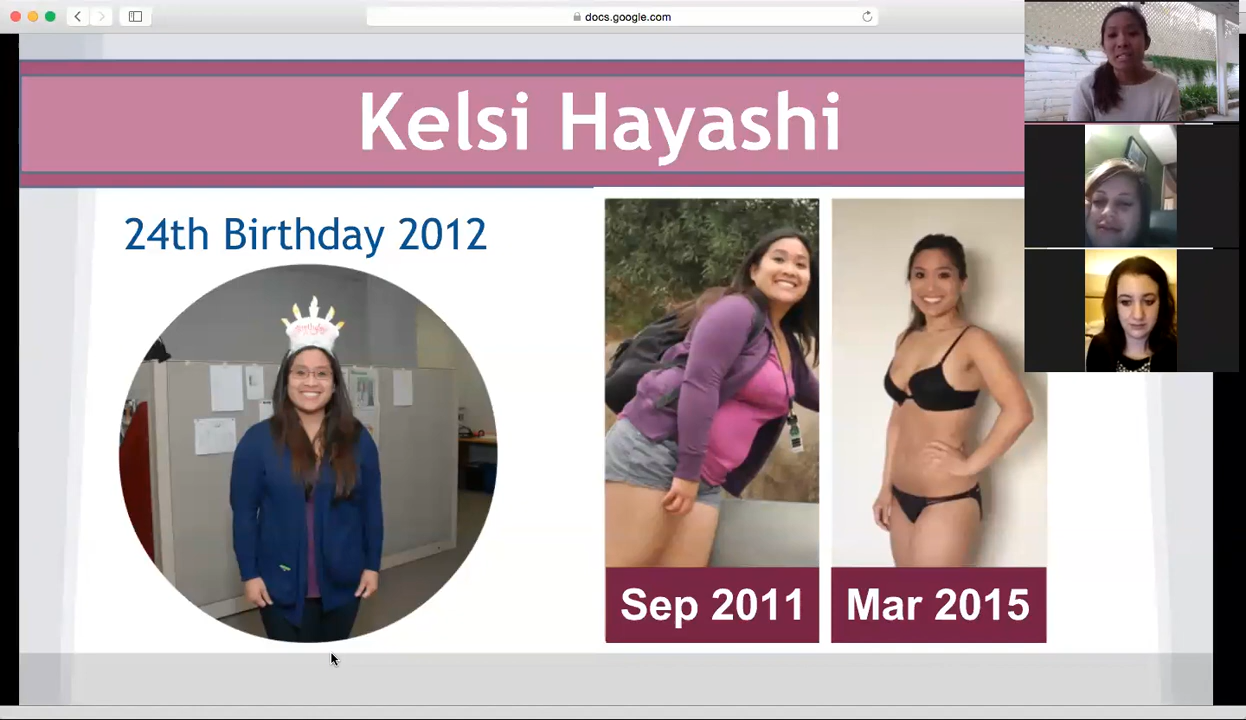 docs.google.com
Kelsi Hayashi
24th Birthday 2012
Sep 2011
Mar 2015